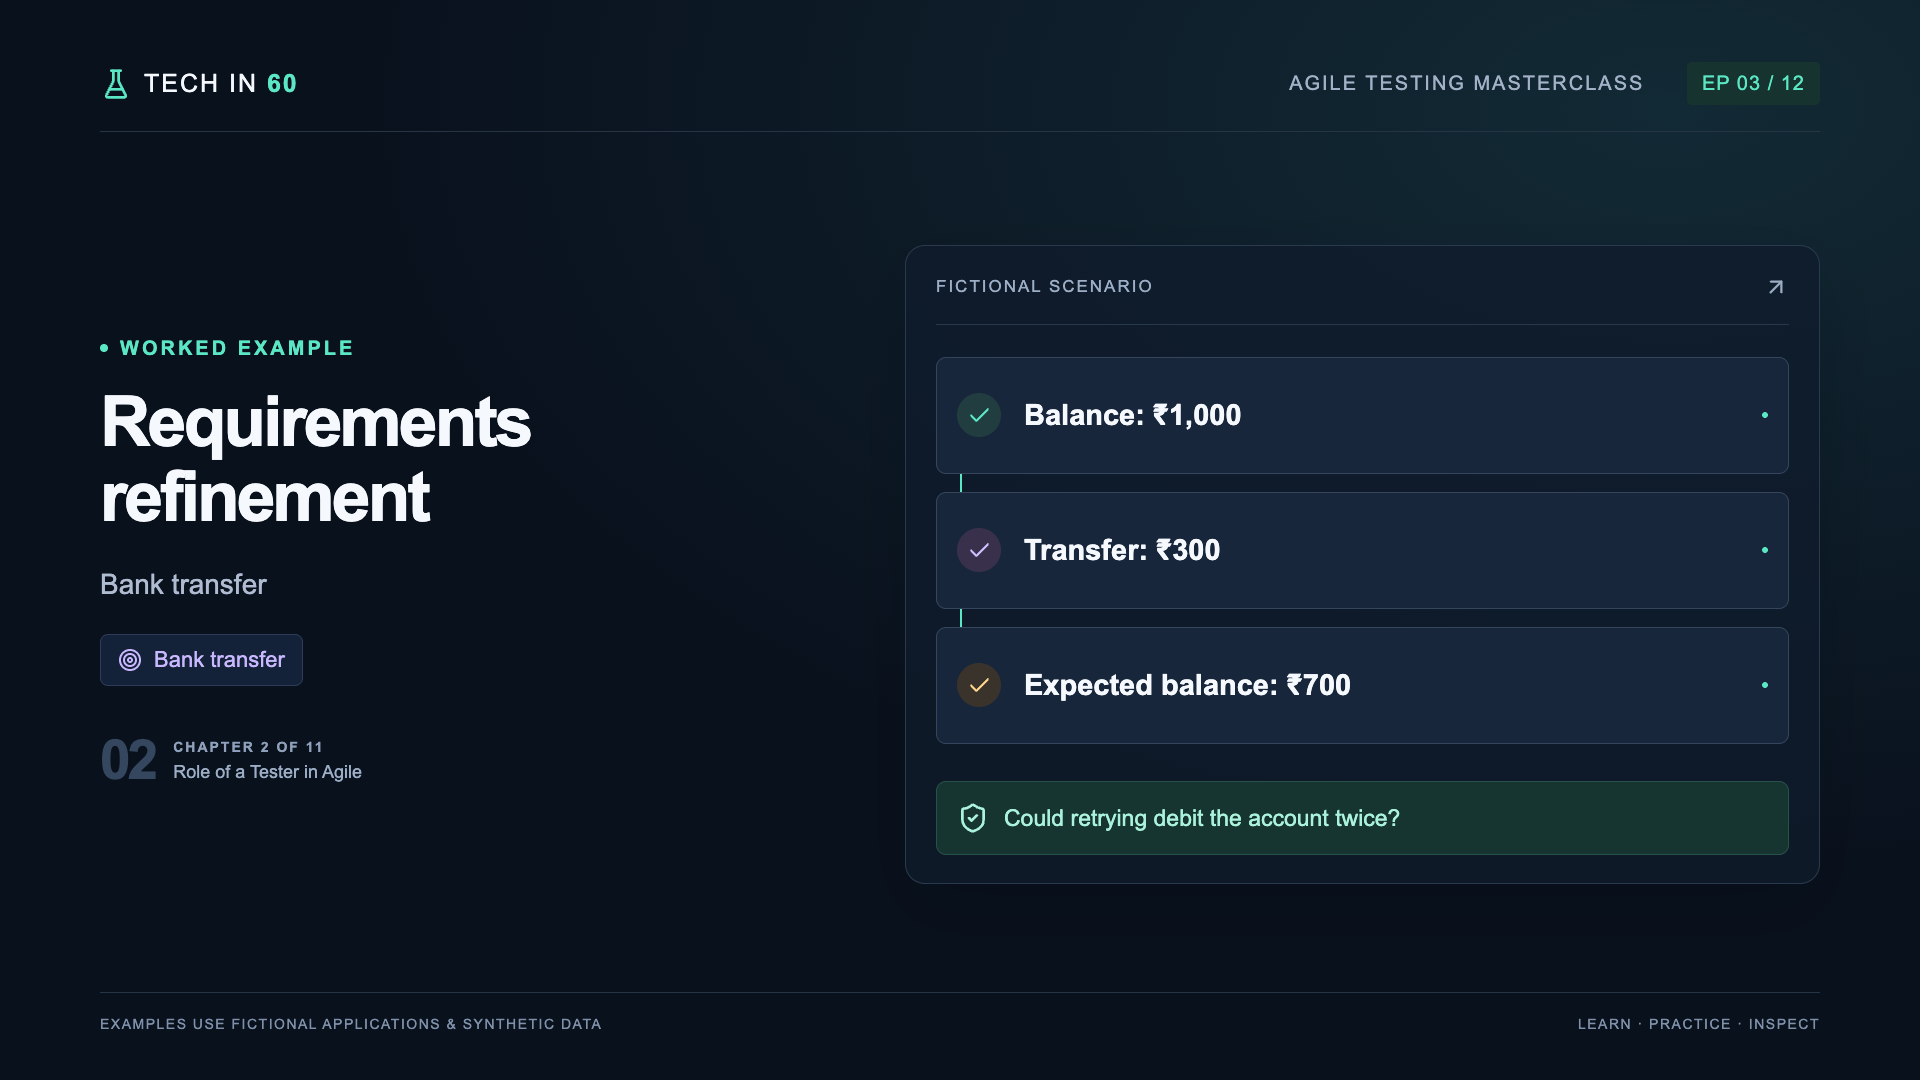 TECH IN 60
AGILE TESTING MASTERCLASS
EP 03 / 12
WORKED EXAMPLE
Requirements
refinement
Bank transfer
Bank transfer
02
CHAPTER 2 OF 11
Role of a Tester in Agile
FICTIONAL SCENARIO
Balance: ₹1,000
Transfer: ₹300
Expected balance: ₹700
Could retrying debit the account twice?
EXAMPLES USE FICTIONAL APPLICATIONS & SYNTHETIC DATA
LEARN · PRACTICE · INSPECT